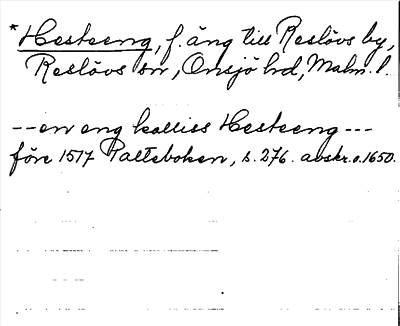 *Hesteeng, f. äng till Reslövs by,
Reslövs sn, Onsjö hd, Malm. l.
--en eng kalliss Hesteeng---
före 1517 Palteboken, s. 276. avskr. o. 1650.